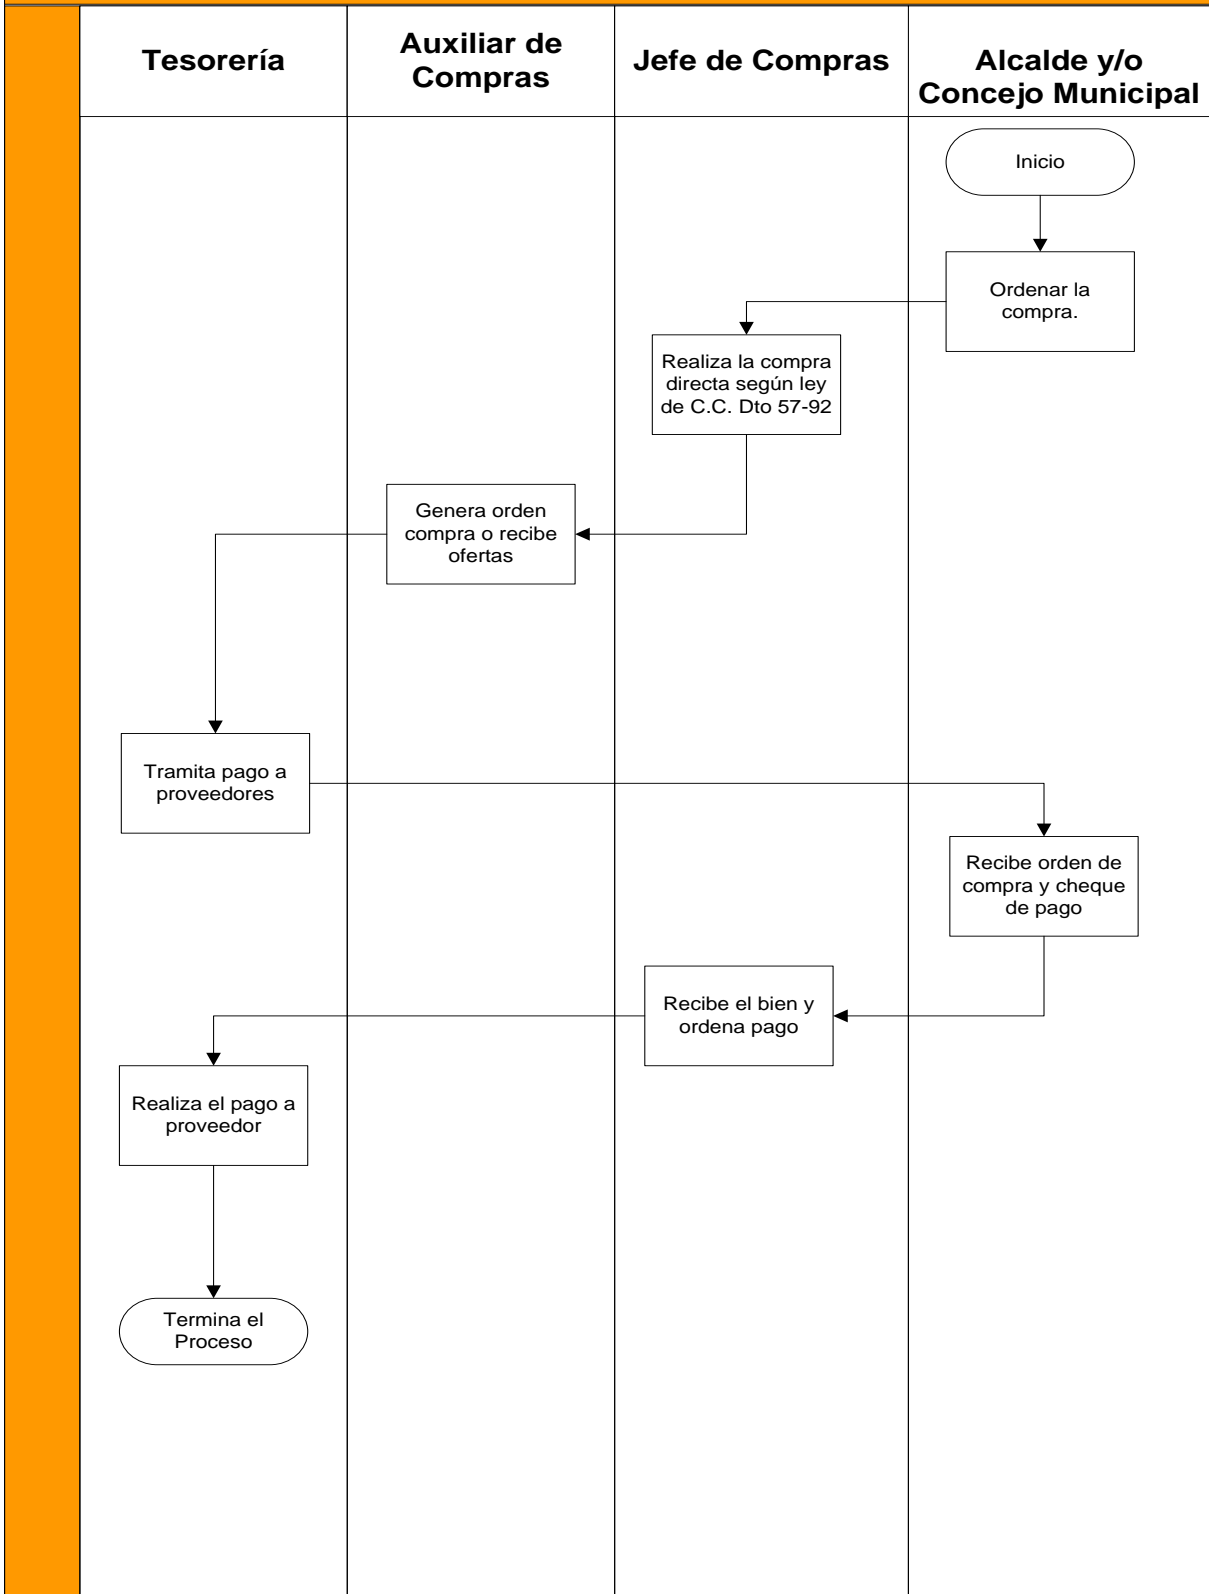 Tesorería
Auxiliar de
Compras
Jefe de Compras
Alcalde y/o
Concejo Municipal
Inicio
Ordenar la
compra.
Realiza la compra
directa según ley
de C.C. Dto 57-92
Genera orden
compra o recibe
ofertas
Tramita pago a
proveedores
Recibe orden de
compra y cheque
de pago
Recibe el bien y
ordena pago
Realiza el pago a
proveedor
Termina el
Proceso